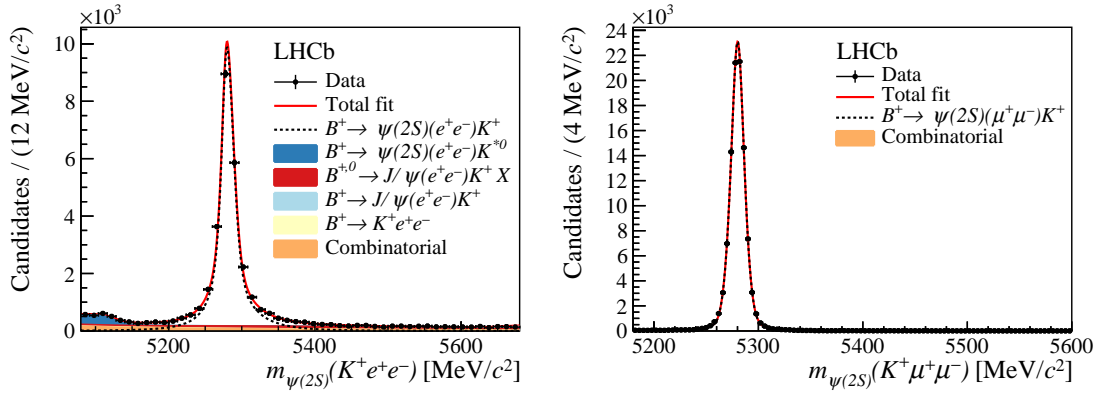 ×10³
Candidates / (12 MeV/c²)
10
8
6
4
2
0
LHCb
Data
Total fit
B⁺→ ψ(2S)(e⁺e⁻)K⁺
B⁺→ ψ(2S)(e⁺e⁻)K*⁰
B⁺,⁰→ J/ψ(e⁺e⁻)K⁺ X
B⁺→ J/ψ(e⁺e⁻)K⁺
B⁺→ K⁺e⁺e⁻
Combinatorial
5200 5400 5600
m_ψ(2S)(K⁺e⁺e⁻) [MeV/c²]
×10³
Candidates / (4 MeV/c²)
24
22
20
18
16
14
12
10
8
6
4
2
0
LHCb
Data
Total fit
B⁺→ ψ(2S)(μ⁺μ⁻)K⁺
Combinatorial
5200 5300 5400 5500 5600
m_ψ(2S)(K⁺μ⁺μ⁻) [MeV/c²]